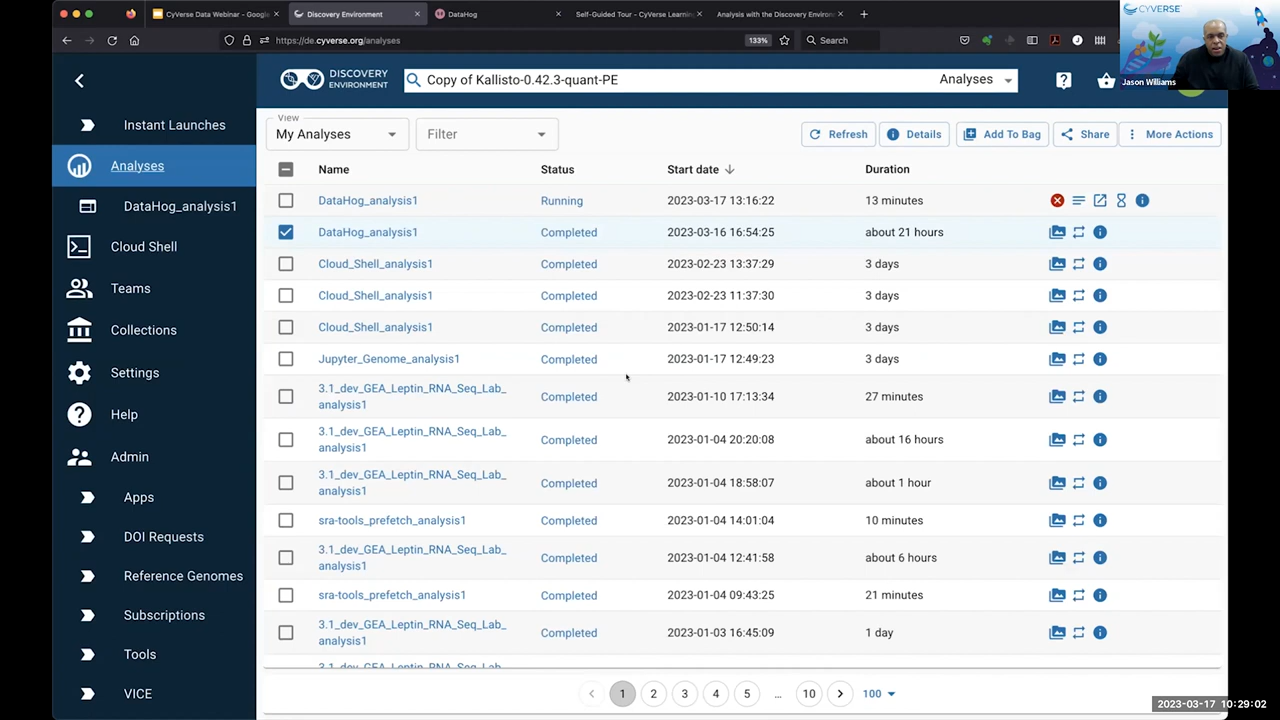 CyVerse Data Webinar - Google
Discovery Environment
DataHog
Self-Guided Tour - CyVerse Learnin
Analysis with the Discovery Environm
https://de.cyverse.org/analyses
133%
Search
CYVERSE
Jason Williams
DISCOVERY
ENVIRONMENT
Copy of Kallisto-0.42.3-quant-PE
Analyses
Instant Launches
Analyses
DataHog_analysis1
Cloud Shell
Teams
Collections
Settings
Help
Admin
Apps
DOI Requests
Reference Genomes
Subscriptions
Tools
VICE
View
My Analyses
Filter
Refresh
Details
Add To Bag
Share
More Actions
Name Status Start date Duration
DataHog_analysis1 Running 2023-03-17 13:16:22 13 minutes
DataHog_analysis1 Completed 2023-03-16 16:54:25 about 21 hours
Cloud_Shell_analysis1 Completed 2023-02-23 13:37:29 3 days
Cloud_Shell_analysis1 Completed 2023-02-23 11:37:30 3 days
Cloud_Shell_analysis1 Completed 2023-01-17 12:50:14 3 days
Jupyter_Genome_analysis1 Completed 2023-01-17 12:49:23 3 days
3.1_dev_GEA_Leptin_RNA_Seq_Lab_
analysis1 Completed 2023-01-10 17:13:34 27 minutes
3.1_dev_GEA_Leptin_RNA_Seq_Lab_
analysis1 Completed 2023-01-04 20:20:08 about 16 hours
3.1_dev_GEA_Leptin_RNA_Seq_Lab_
analysis1 Completed 2023-01-04 18:58:07 about 1 hour
sra-tools_prefetch_analysis1 Completed 2023-01-04 14:01:04 10 minutes
3.1_dev_GEA_Leptin_RNA_Seq_Lab_
analysis1 Completed 2023-01-04 12:41:58 about 6 hours
sra-tools_prefetch_analysis1 Completed 2023-01-04 09:43:25 21 minutes
3.1_dev_GEA_Leptin_RNA_Seq_Lab_
analysis1 Completed 2023-01-03 16:45:09 1 day
3.1_dev_GEA_Leptin_RNA_Seq_Lab_
1 2 3 4 5 ... 10 100
2023-03-17 10:29:02